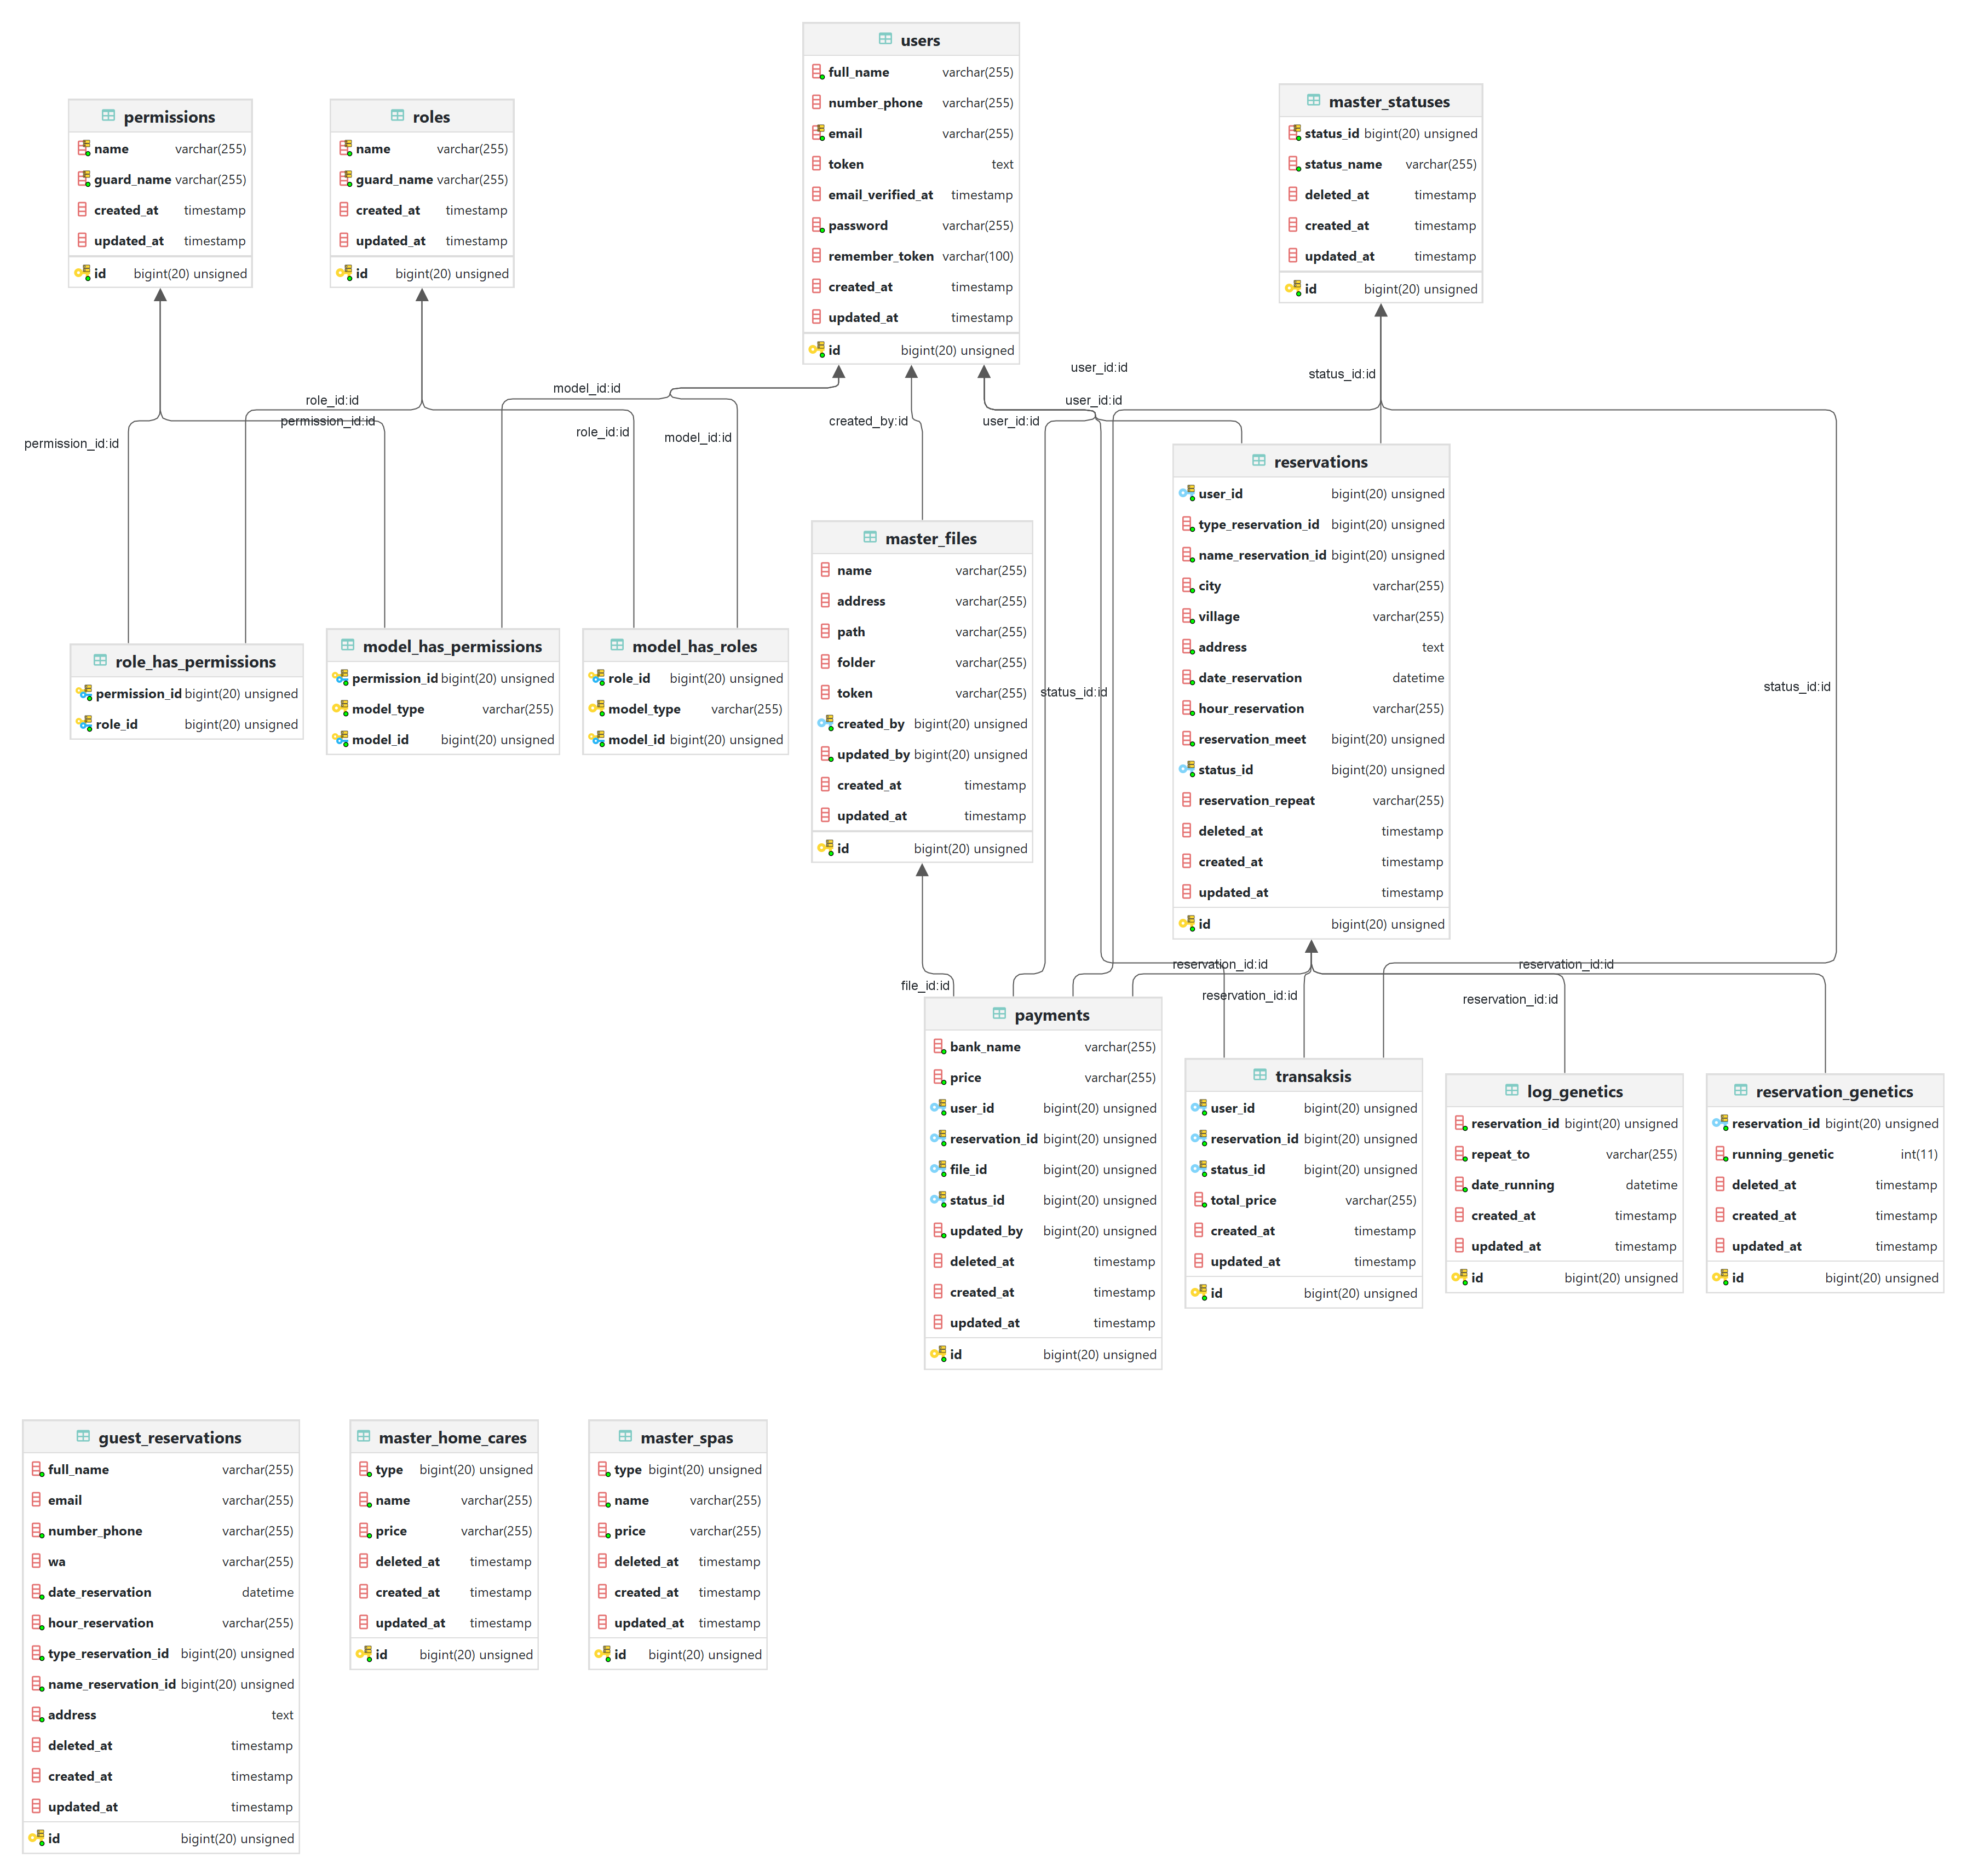 users
full_name varchar(255)
number_phone varchar(255)
email varchar(255)
token text
email_verified_at timestamp
password varchar(255)
remember_token varchar(100)
created_at timestamp
updated_at timestamp
id bigint(20) unsigned
permissions
name varchar(255)
guard_name varchar(255)
created_at timestamp
updated_at timestamp
id bigint(20) unsigned
roles
name varchar(255)
guard_name varchar(255)
created_at timestamp
updated_at timestamp
id bigint(20) unsigned
master_statuses
status_id bigint(20) unsigned
status_name varchar(255)
deleted_at timestamp
created_at timestamp
updated_at timestamp
id bigint(20) unsigned
user_id:id
status_id:id
model_id:id
role_id:id
user_id:id
permission_id:id
created_by:id
user_id:id
role_id:id
model_id:id
permission_id:id
reservations
user_id bigint(20) unsigned
type_reservation_id bigint(20) unsigned
name_reservation_id bigint(20) unsigned
city varchar(255)
village varchar(255)
address text
date_reservation datetime
hour_reservation varchar(255)
reservation_meet bigint(20) unsigned
status_id bigint(20) unsigned
reservation_repeat varchar(255)
deleted_at timestamp
created_at timestamp
updated_at timestamp
id bigint(20) unsigned
master_files
name varchar(255)
address varchar(255)
path varchar(255)
folder varchar(255)
token varchar(255)
created_by bigint(20) unsigned
updated_by bigint(20) unsigned
created_at timestamp
updated_at timestamp
id bigint(20) unsigned
role_has_permissions
permission_id bigint(20) unsigned
role_id bigint(20) unsigned
model_has_permissions
permission_id bigint(20) unsigned
model_type varchar(255)
model_id bigint(20) unsigned
model_has_roles
role_id bigint(20) unsigned
model_type varchar(255)
model_id bigint(20) unsigned
status_id:id
status_id:id
reservation_id:id
reservation_id:id
file_id:id
reservation_id:id
reservation_id:id
payments
bank_name varchar(255)
price varchar(255)
user_id bigint(20) unsigned
reservation_id bigint(20) unsigned
file_id bigint(20) unsigned
status_id bigint(20) unsigned
updated_by bigint(20) unsigned
deleted_at timestamp
created_at timestamp
updated_at timestamp
id bigint(20) unsigned
transaksis
user_id bigint(20) unsigned
reservation_id bigint(20) unsigned
status_id bigint(20) unsigned
total_price varchar(255)
created_at timestamp
updated_at timestamp
id bigint(20) unsigned
log_genetics
reservation_id bigint(20) unsigned
repeat_to varchar(255)
date_running datetime
created_at timestamp
updated_at timestamp
id bigint(20) unsigned
reservation_genetics
reservation_id bigint(20) unsigned
running_genetic int(11)
deleted_at timestamp
created_at timestamp
updated_at timestamp
id bigint(20) unsigned
guest_reservations
full_name varchar(255)
email varchar(255)
number_phone varchar(255)
wa varchar(255)
date_reservation datetime
hour_reservation varchar(255)
type_reservation_id bigint(20) unsigned
name_reservation_id bigint(20) unsigned
address text
deleted_at timestamp
created_at timestamp
updated_at timestamp
id bigint(20) unsigned
master_home_cares
type bigint(20) unsigned
name varchar(255)
price varchar(255)
deleted_at timestamp
created_at timestamp
updated_at timestamp
id bigint(20) unsigned
master_spas
type bigint(20) unsigned
name varchar(255)
price varchar(255)
deleted_at timestamp
created_at timestamp
updated_at timestamp
id bigint(20) unsigned